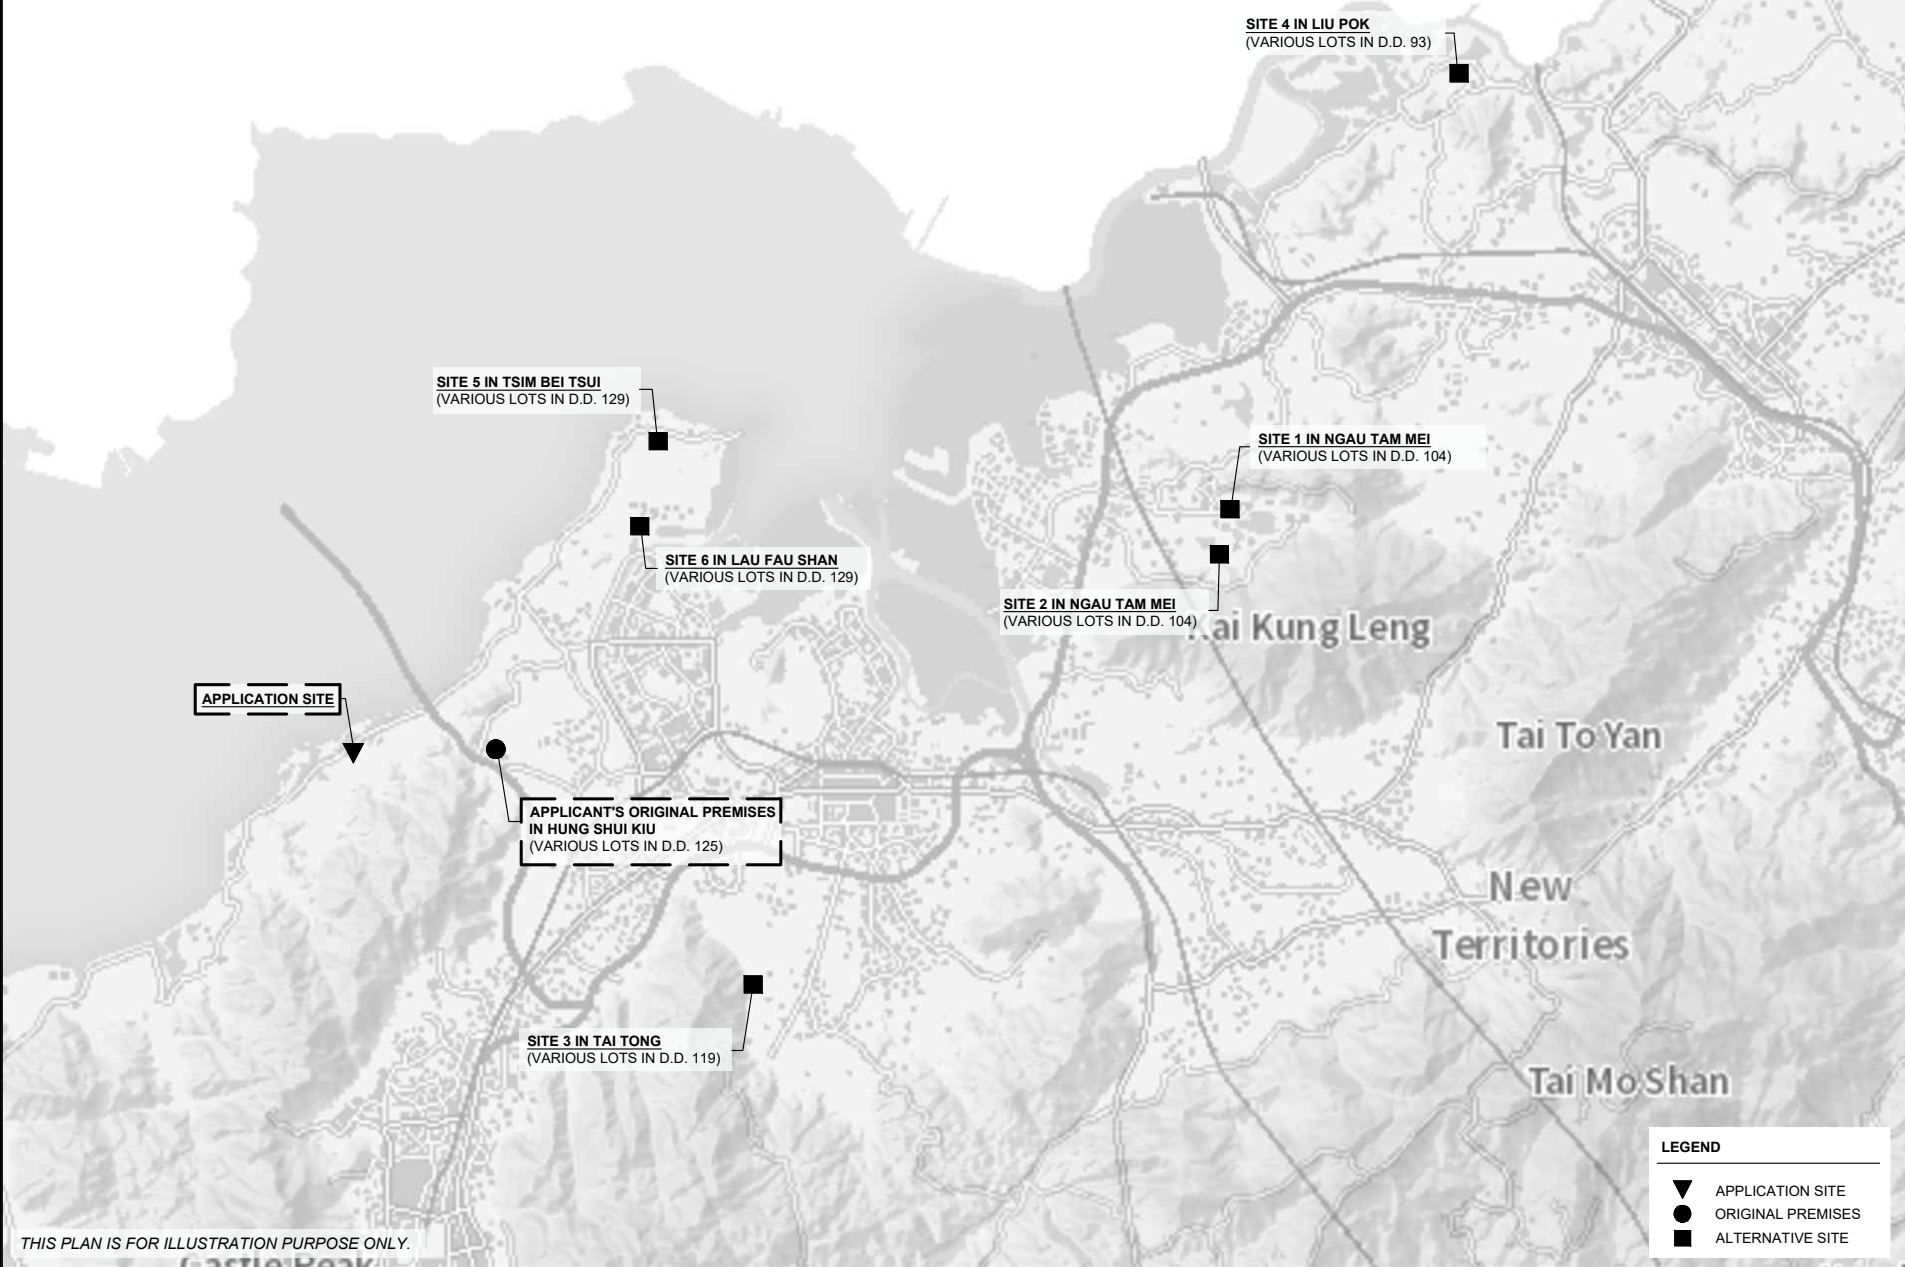 SITE 4 IN LIU POK
(VARIOUS LOTS IN D.D. 93)
SITE 5 IN TSIM BEI TSUI
(VARIOUS LOTS IN D.D. 129)
SITE 1 IN NGAU TAM MEI
(VARIOUS LOTS IN D.D. 104)
SITE 6 IN LAU FAU SHAN
(VARIOUS LOTS IN D.D. 129)
SITE 2 IN NGAU TAM MEI
(VARIOUS LOTS IN D.D. 104)
Kai Kung Leng
APPLICATION SITE
Tai To Yan
APPLICANT'S ORIGINAL PREMISES
IN HUNG SHUI KIU
(VARIOUS LOTS IN D.D. 125)
New
Territories
SITE 3 IN TAI TONG
(VARIOUS LOTS IN D.D. 119)
Tai Mo Shan
LEGEND
APPLICATION SITE
ORIGINAL PREMISES
ALTERNATIVE SITE
THIS PLAN IS FOR ILLUSTRATION PURPOSE ONLY.
Castle Peak